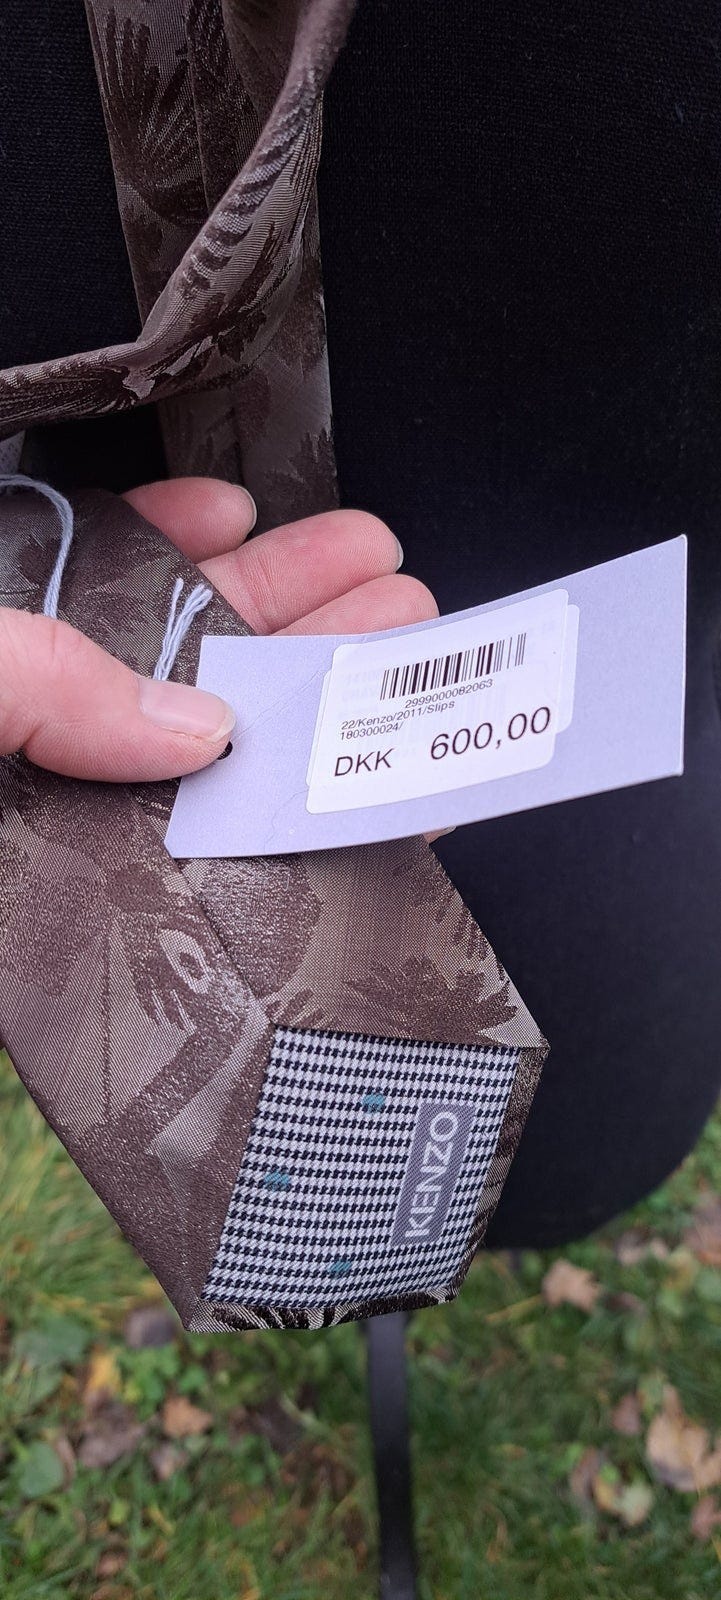 2999000082063
22/Kenzo/2011/Slips
180300024/
DKK 600,00
KENZO